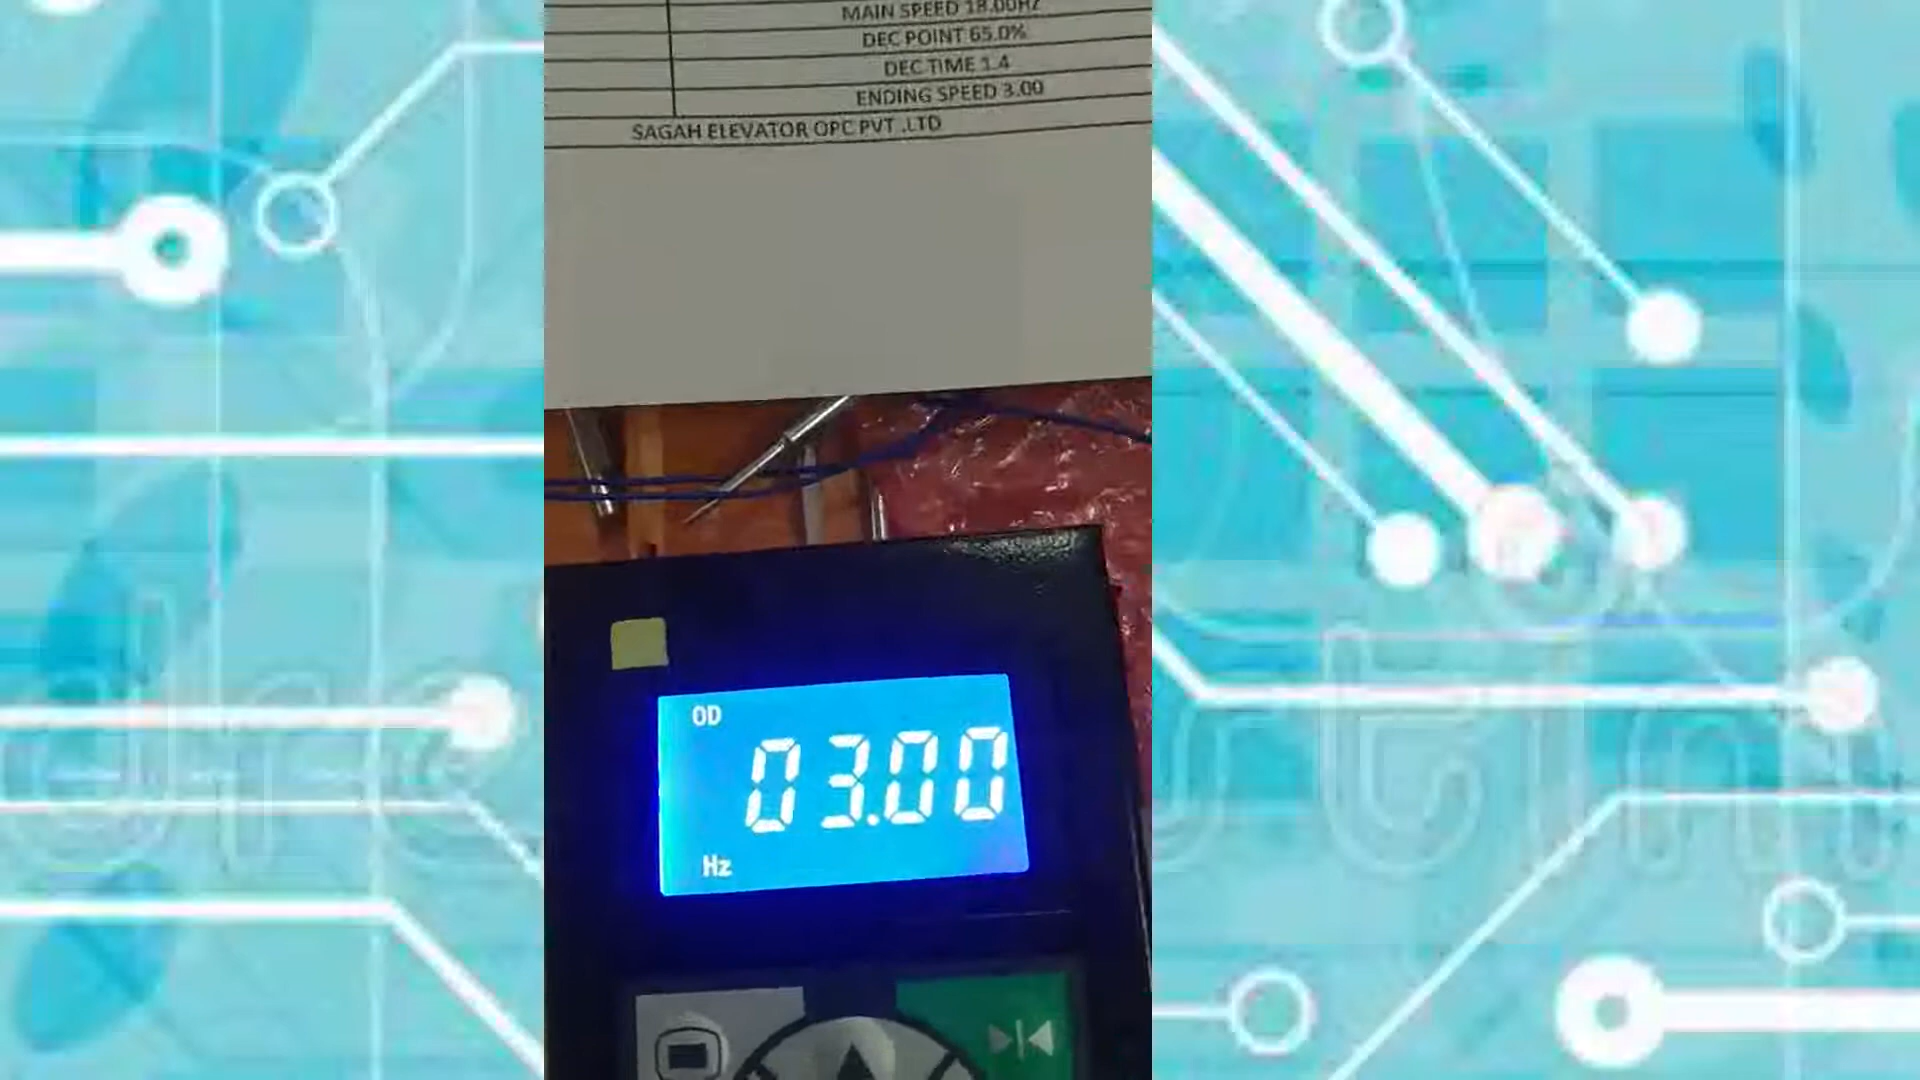 MAIN SPEED 18.00HZ
DEC POINT 65.0%
DEC TIME 1.4
ENDING SPEED 3.00
SAGAH ELEVATOR OPC PVT .LTD
OD
03.00
Hz